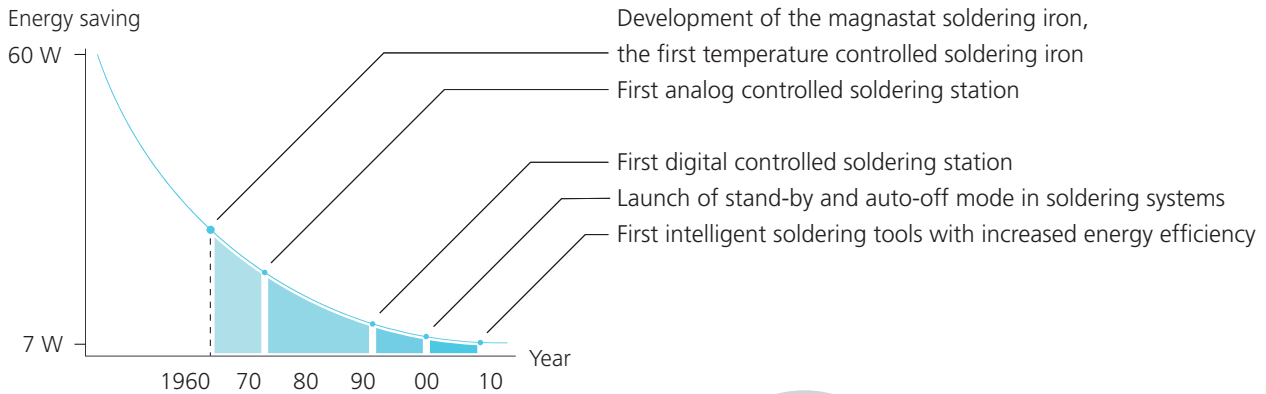 Energy saving
60 W
7 W
Development of the magnastat soldering iron,
the first temperature controlled soldering iron
First analog controlled soldering station
First digital controlled soldering station
Launch of stand-by and auto-off mode in soldering systems
First intelligent soldering tools with increased energy efficiency
Year
1960 70 80 90 00 10